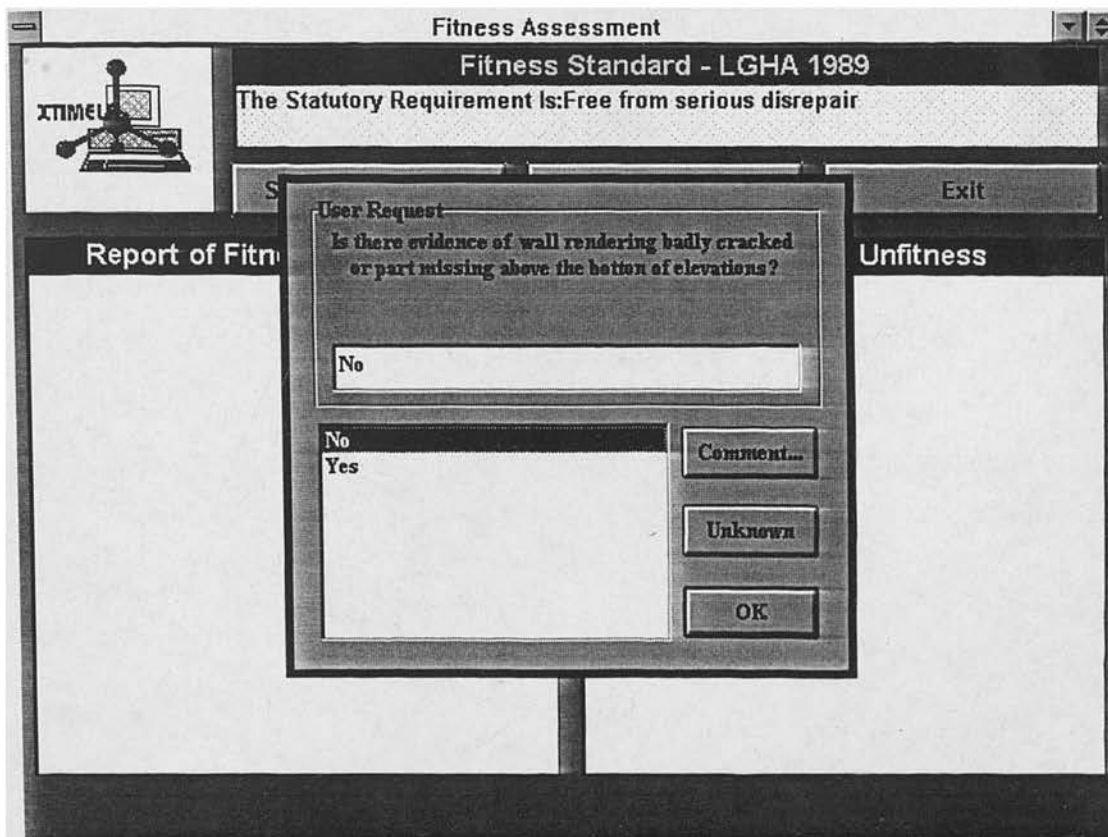 Fitness Assessment
Fitness Standard - LGHA 1989
The Statutory Requirement Is:Free from serious disrepair
Exit
Report of
Unfitness
User Request
Is there evidence of wall rendering badly cracked
or part missing above the botton of elevations?
No
No
Yes
Comment...
Unknown
OK